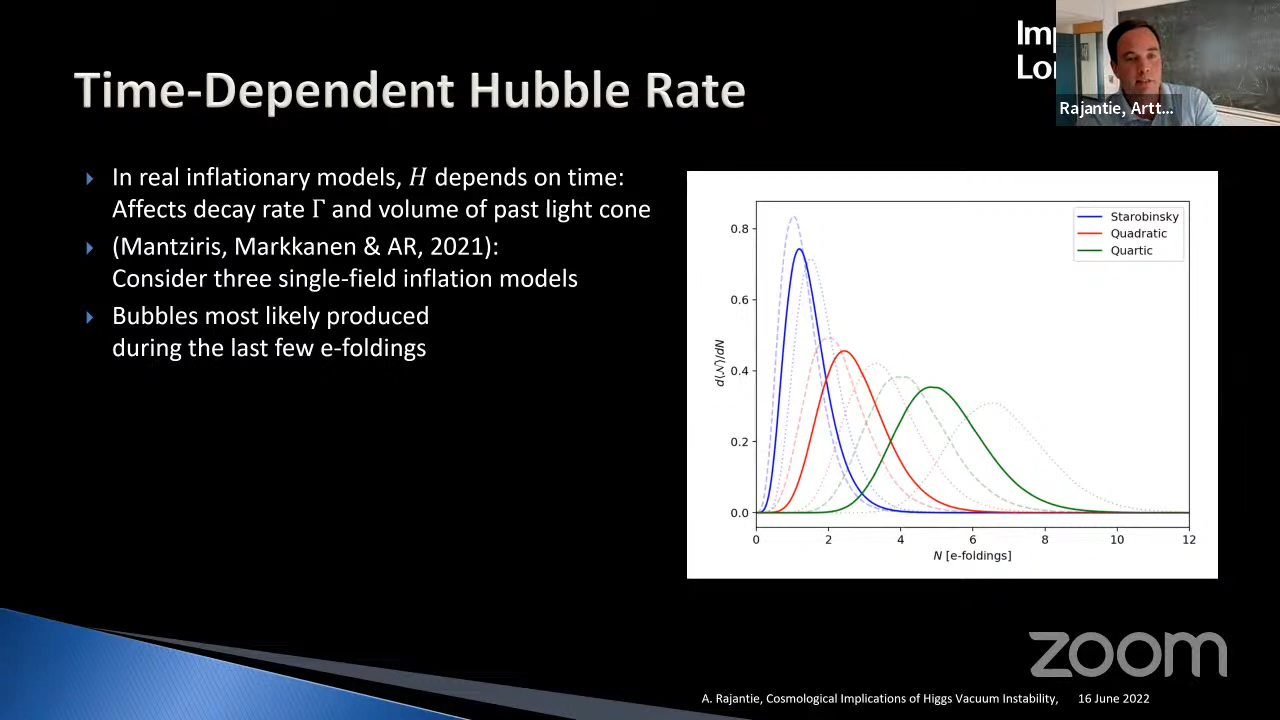 Time-Dependent Hubble Rate
In real inflationary models, H depends on time:
Affects decay rate Γ and volume of past light cone
(Mantziris, Markkanen & AR, 2021):
Consider three single-field inflation models
Bubbles most likely produced
during the last few e-foldings
Imp
Lo
Rajantie, Artt...
Starobinsky
Quadratic
Quartic
d⟨𝒩⟩/dN
0.8
0.6
0.4
0.2
0.0
0 2 4 6 8 10 12
N [e-foldings]
zoom
A. Rajantie, Cosmological Implications of Higgs Vacuum Instability, 16 June 2022